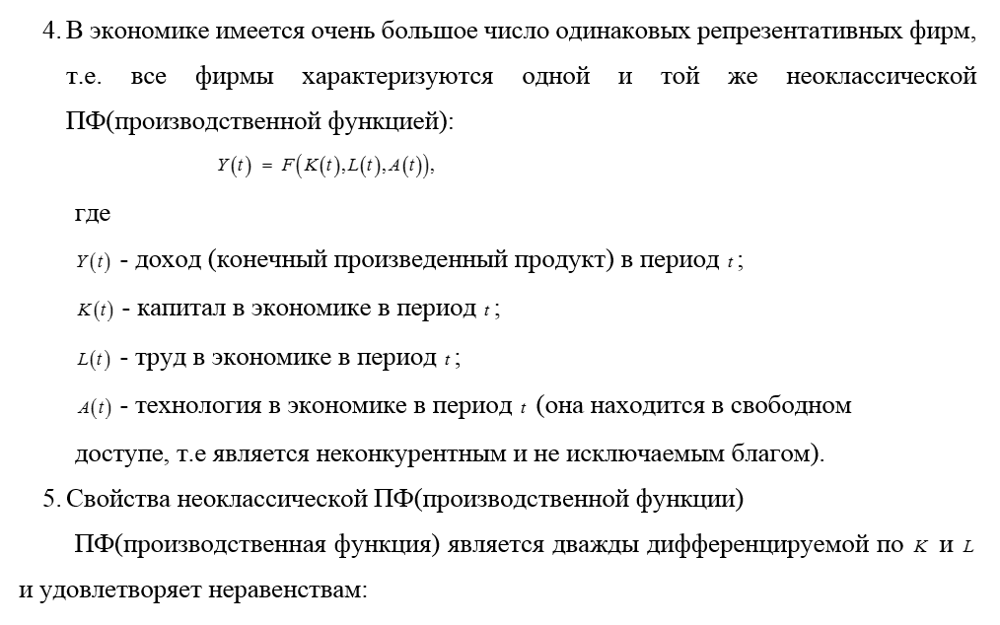 4. В экономике имеется очень большое число одинаковых репрезентативных фирм,
т.е. все фирмы характеризуются одной и той же неоклассической
ПФ(производственной функцией):
Y(t) = F(K(t),L(t),A(t)),
где
Y(t) - доход (конечный произведенный продукт) в период t;
K(t) - капитал в экономике в период t;
L(t) - труд в экономике в период t;
A(t) - технология в экономике в период t (она находится в свободном
доступе, т.е является неконкурентным и не исключаемым благом).
5. Свойства неоклассической ПФ(производственной функции)
ПФ(производственная функция) является дважды дифференцируемой по K и L
и удовлетворяет неравенствам: